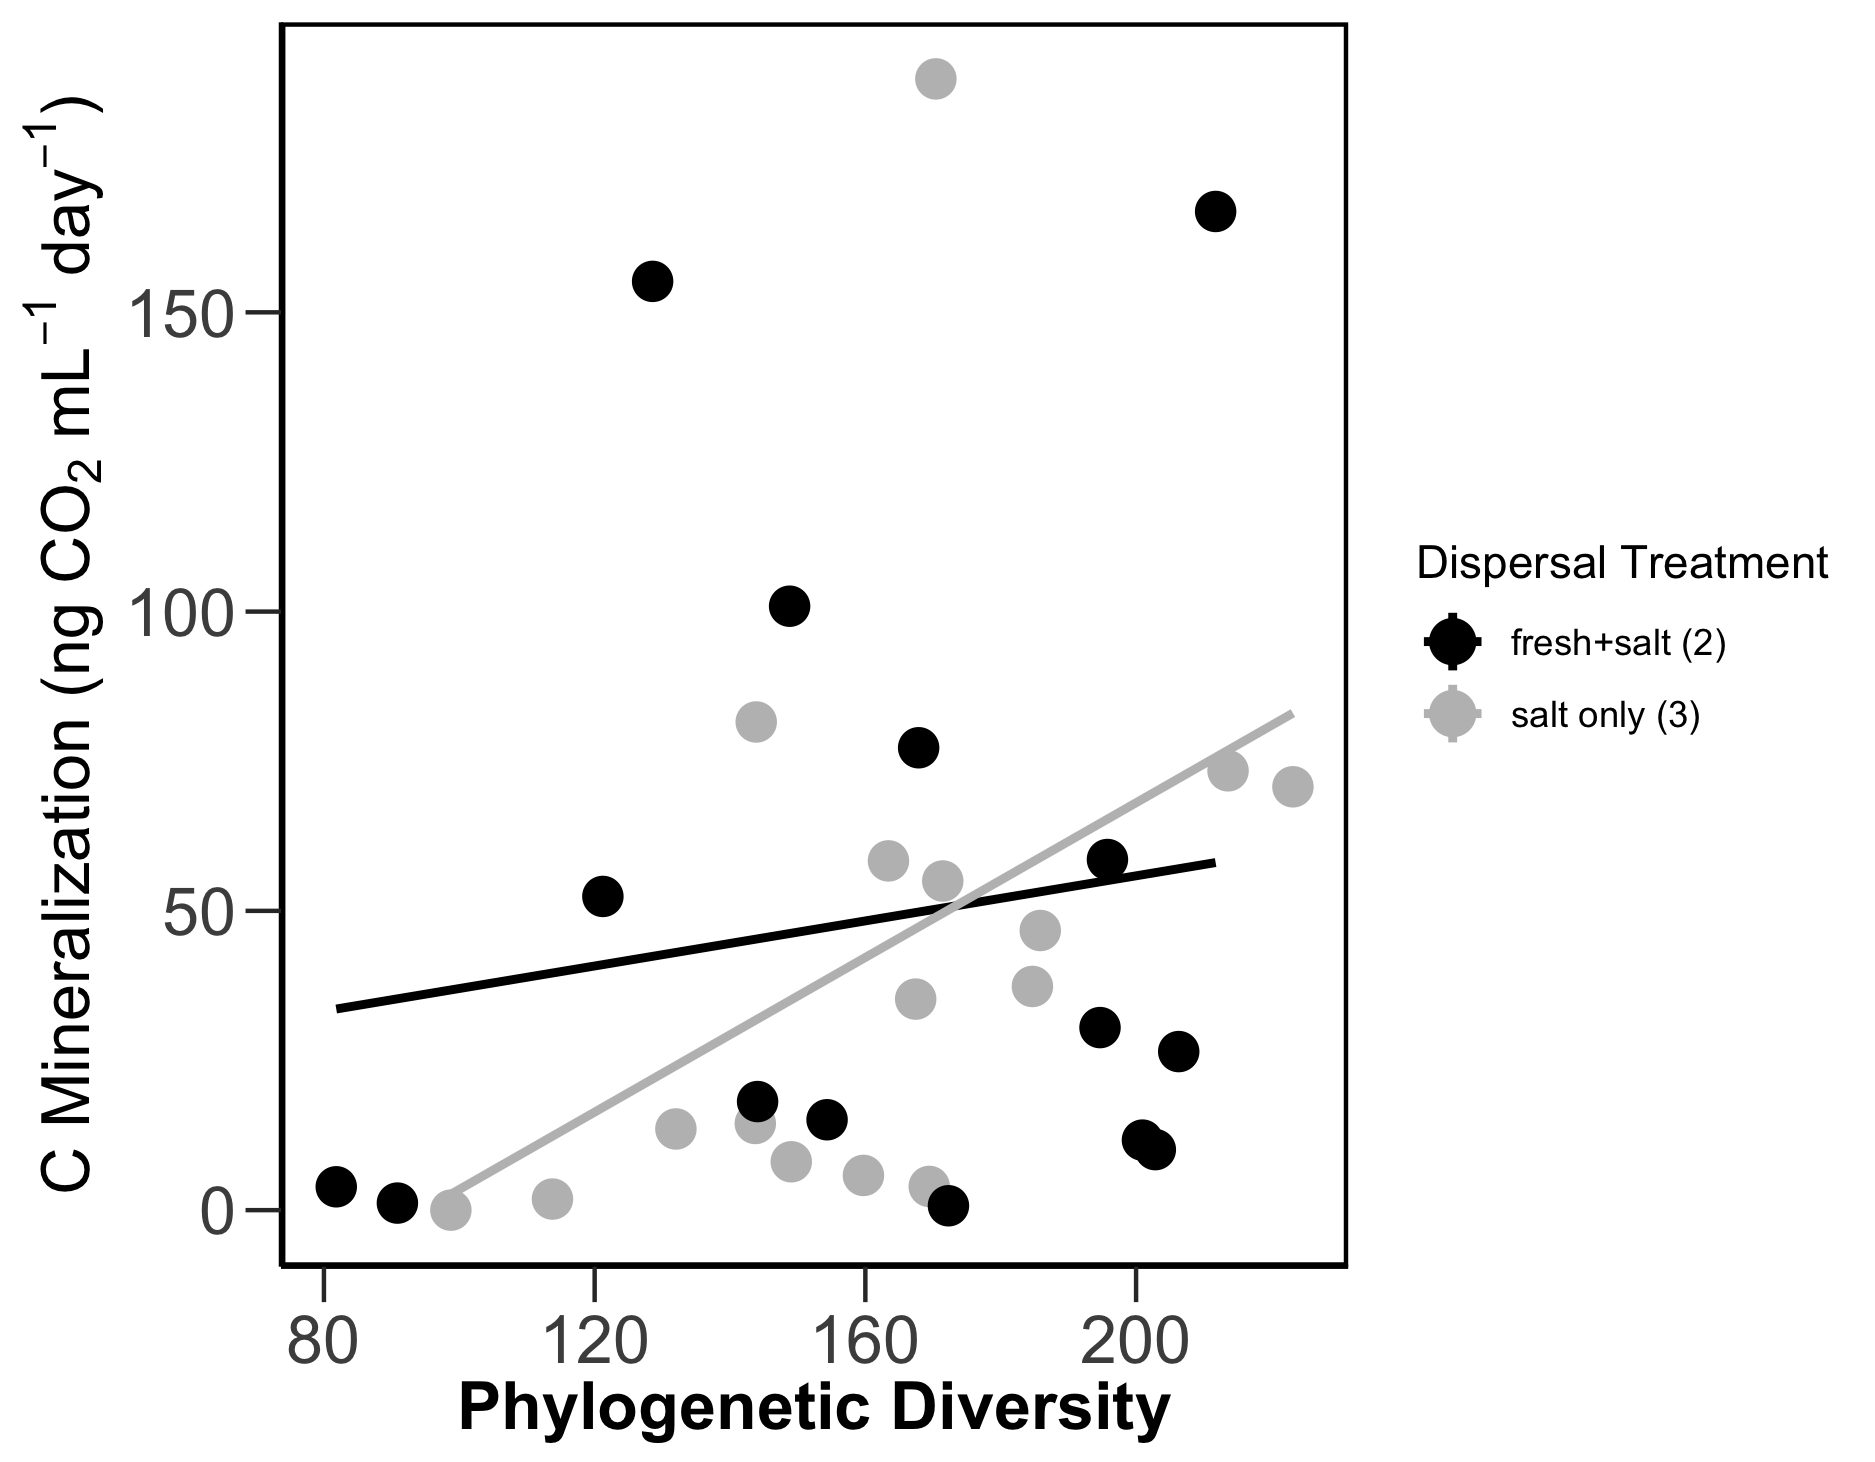 C Mineralization (ng CO₂ mL⁻¹ day⁻¹)
150
100
50
0
80 120 160 200
Phylogenetic Diversity
Dispersal Treatment
fresh+salt (2)
salt only (3)